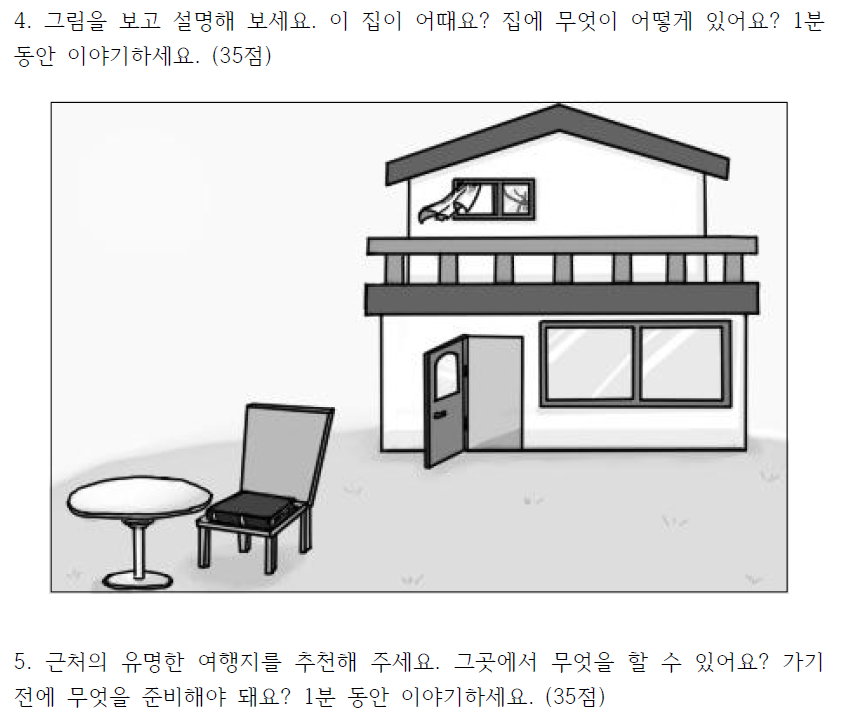 4. 그림을 보고 설명해 보세요. 이 집이 어때요? 집에 무엇이 어떻게 있어요? 1분
동안 이야기하세요. (35점)
5. 근처의 유명한 여행지를 추천해 주세요. 그곳에서 무엇을 할 수 있어요? 가기
전에 무엇을 준비해야 돼요? 1분 동안 이야기하세요. (35점)